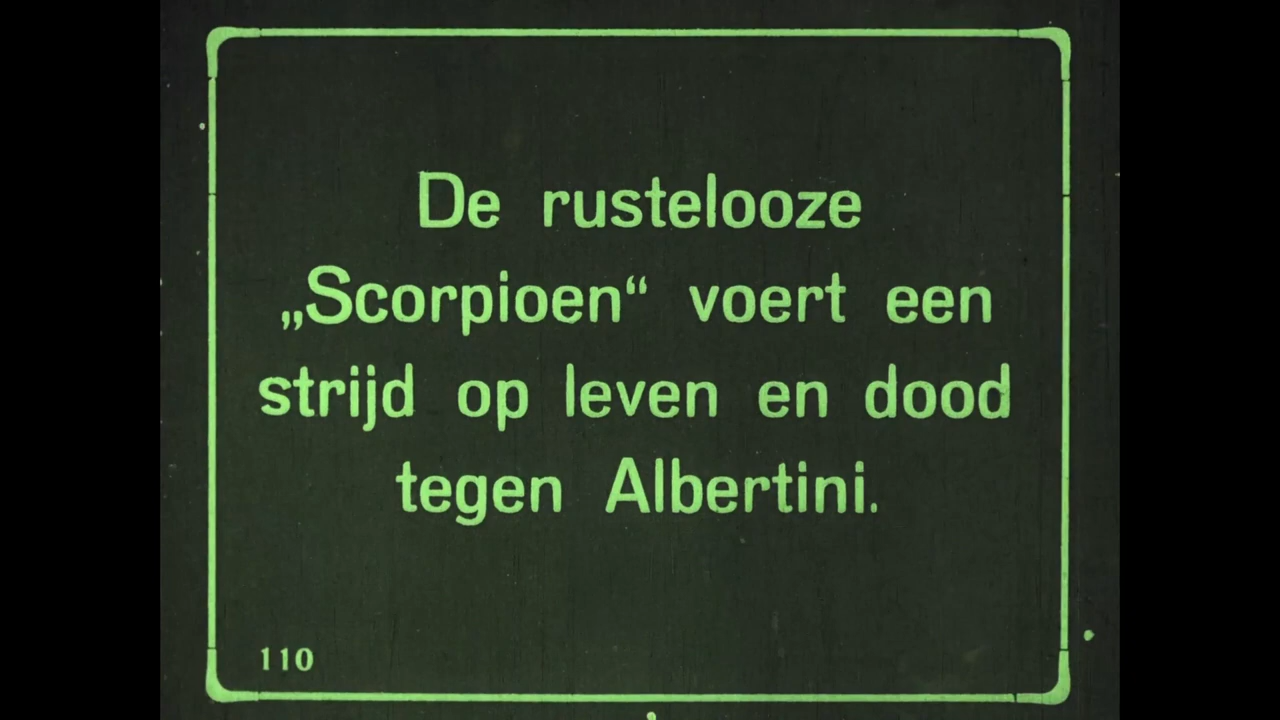 De rustelooze
„Scorpioen“ voert een
strijd op leven en dood
tegen Albertini.
110